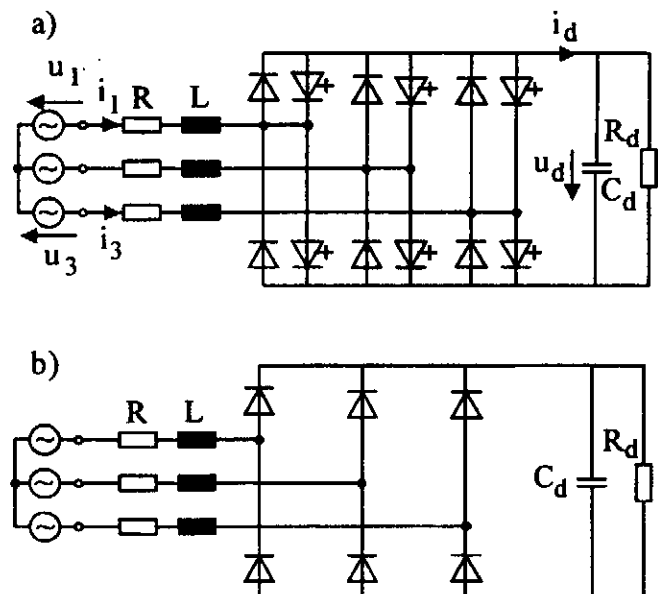 a)
i_d
u_1
i_1 R L
R_d
u_d
C_d
u_3 i_3
b)
R L
R_d
C_d